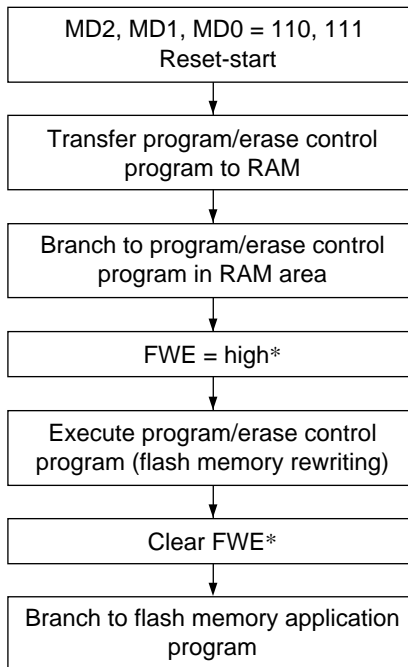 MD2, MD1, MD0 = 110, 111
Reset-start
Transfer program/erase control
program to RAM
Branch to program/erase control
program in RAM area
FWE = high*
Execute program/erase control
program (flash memory rewriting)
Clear FWE*
Branch to flash memory application
program